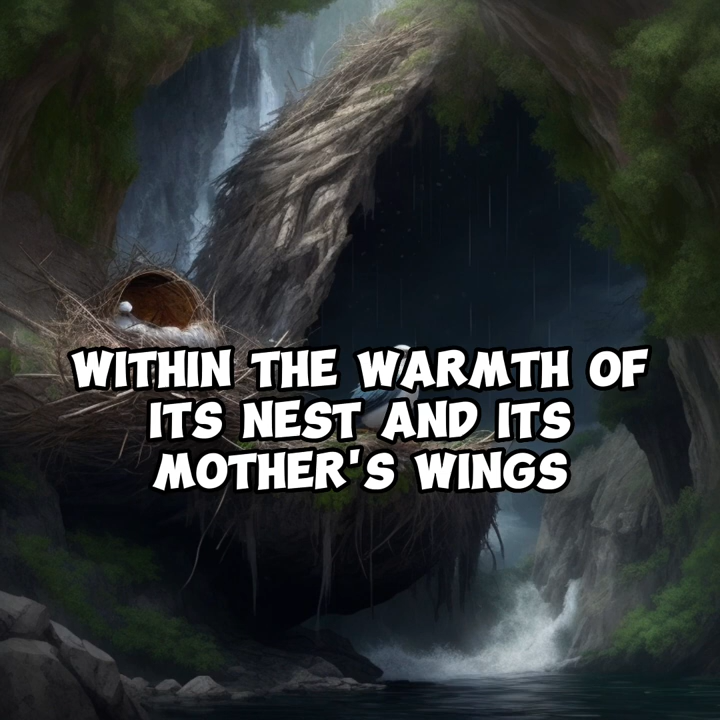 WITHIN THE WARMTH OF
ITS NEST AND ITS
MOTHER'S WINGS